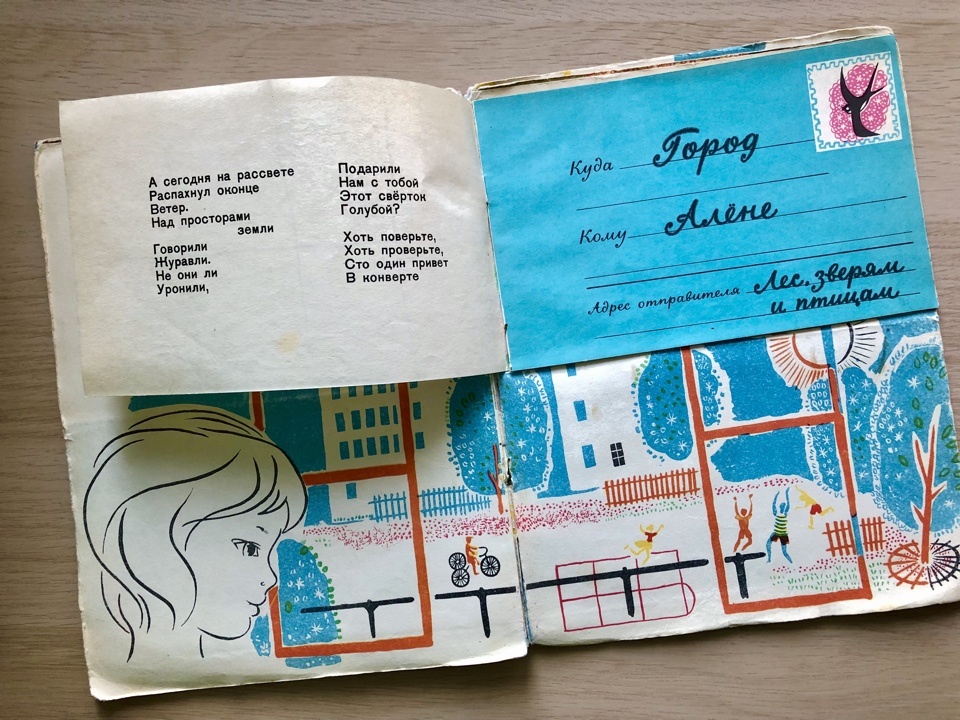 А сегодня на рассвете
Распахнул оконце
Ветер.
Над просторами
земли
Говорили
Журавли.
Не они ли
Уронили,
Подарили
Нам с тобой
Этот свёрток
Голубой?
Хоть поверьте,
Хоть проверьте,
Сто один привет
В конверте
Куда Город
Кому Алёне
Адрес отправителя Лес, зверям
и птицам